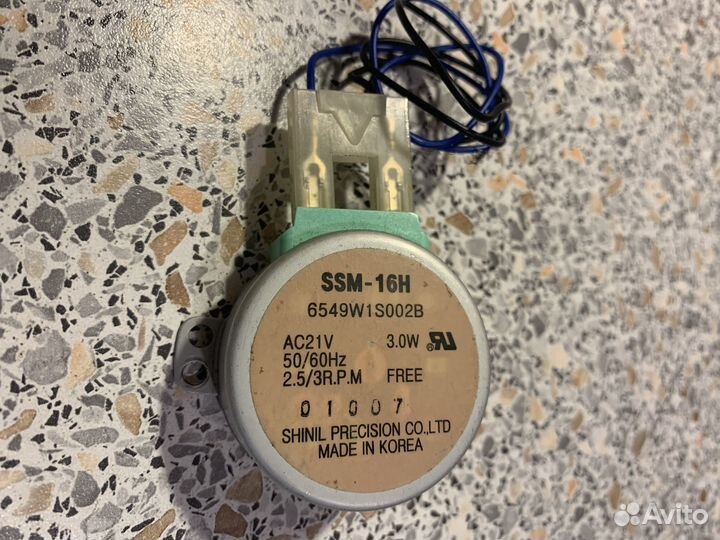 SSM-16H
6549W1S002B
AC21V 3.0W RU
50/60Hz
2.5/3R.P.M FREE
01007
SHINIL PRECISION CO.,LTD
MADE IN KOREA
Avito